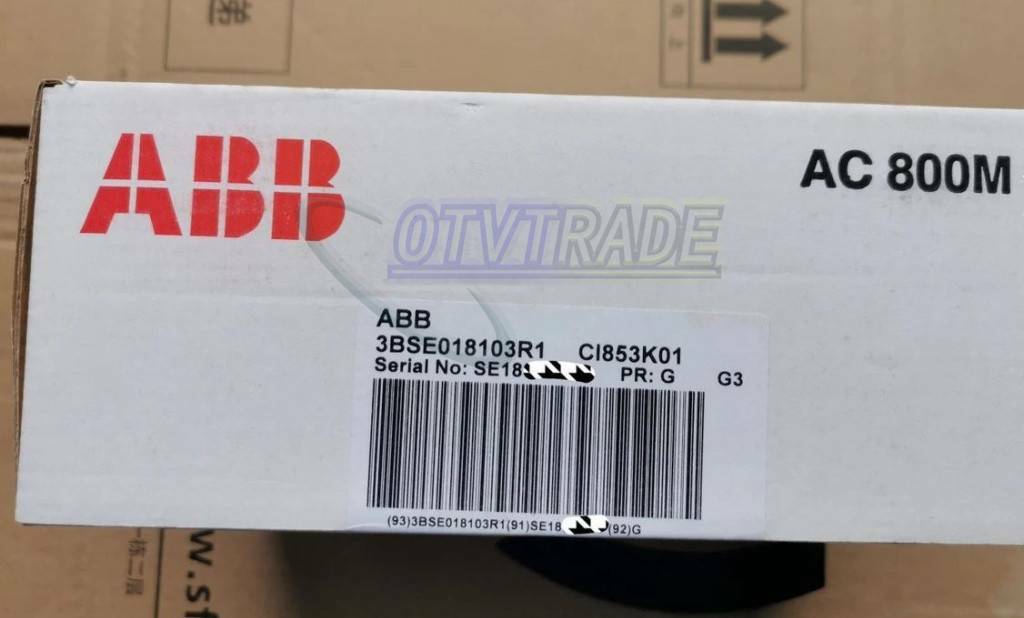 ABB
AC 800M
OTVTRADE
ABB
3BSE018103R1 CI853K01
Serial No: SE18 PR: G G3
(93)3BSE018103R1(91)SE18 (92)G